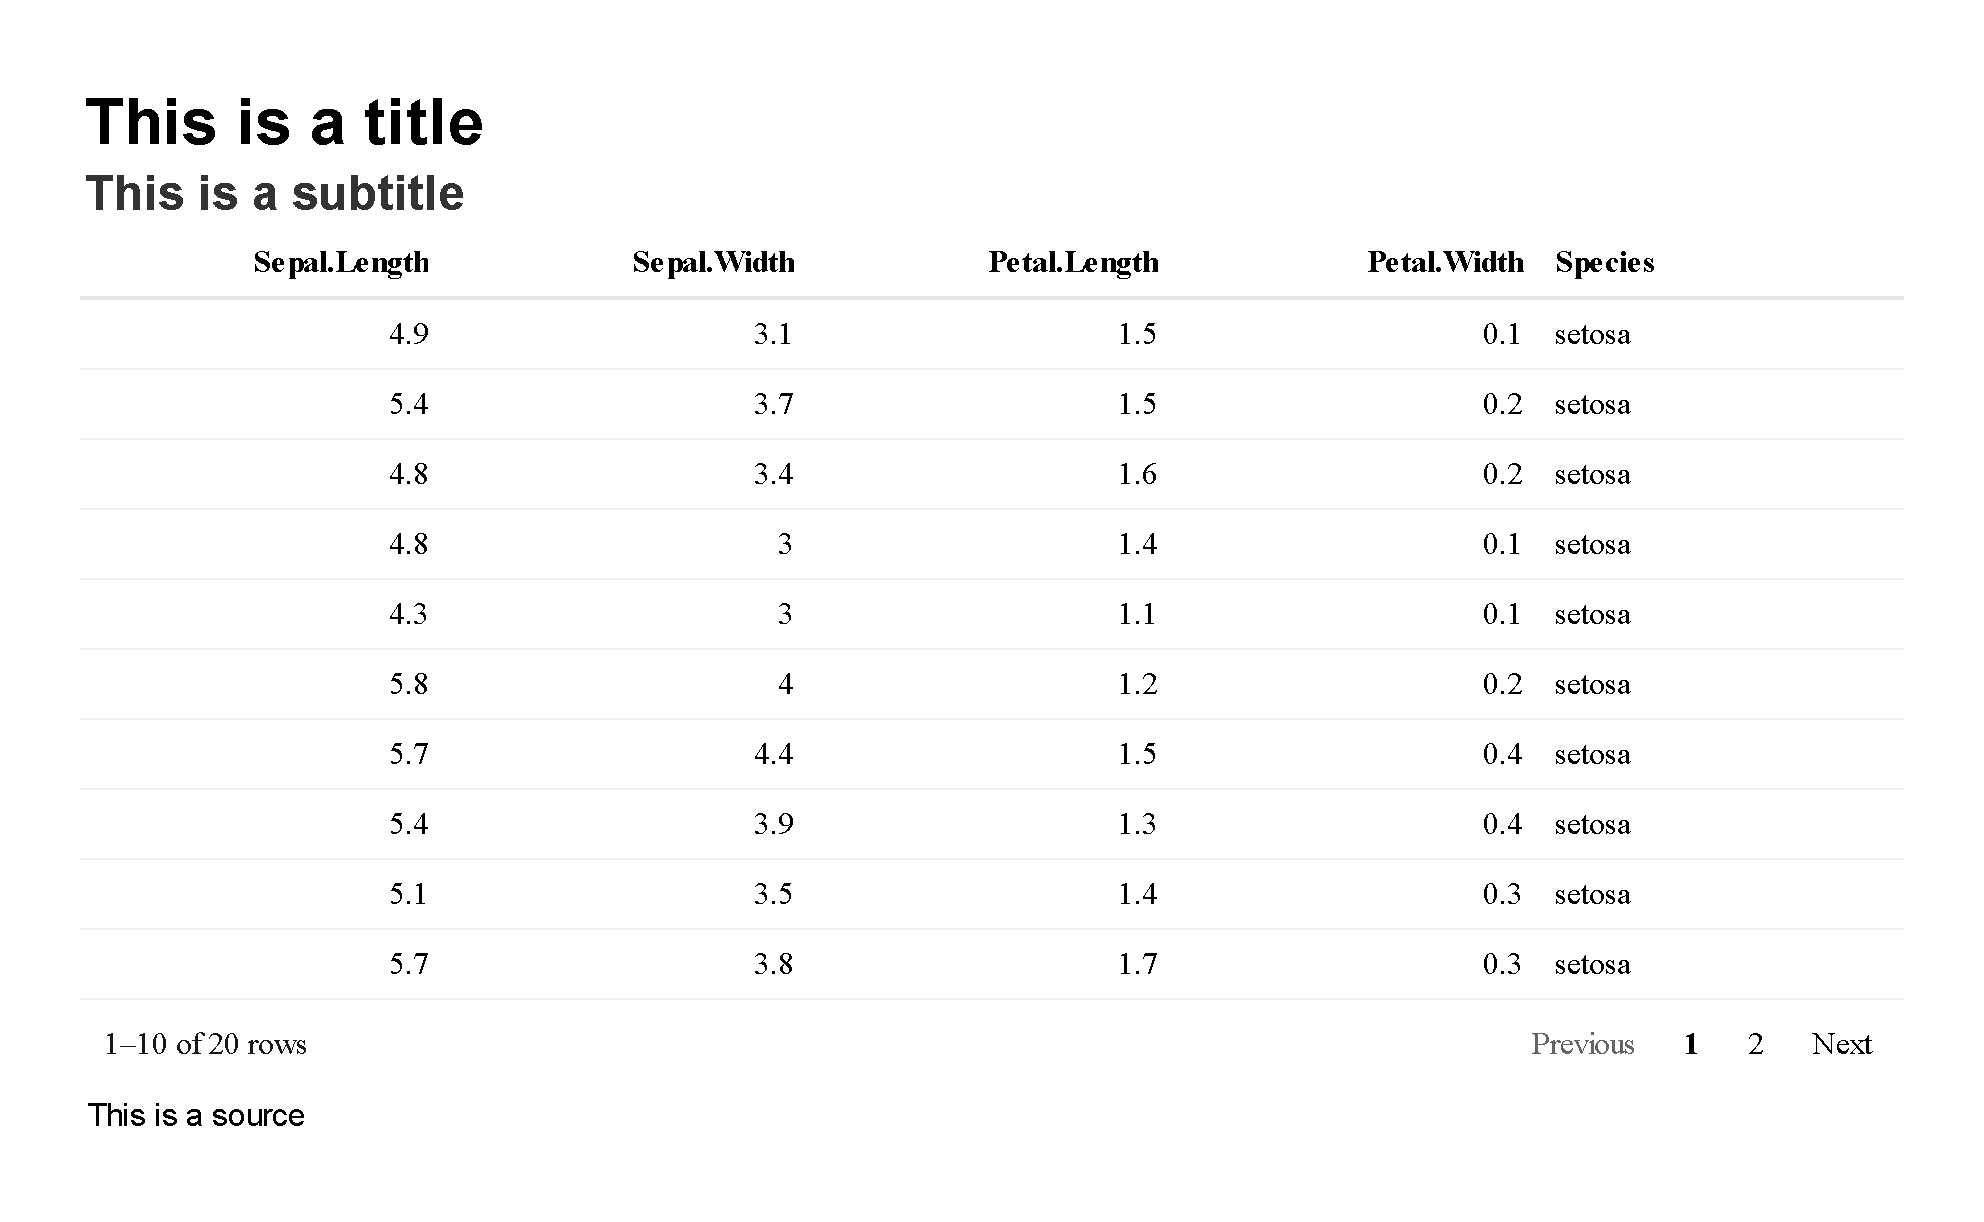 This is a title
This is a subtitle
Sepal.Length Sepal.Width Petal.Length Petal.Width Species
4.9 3.1 1.5 0.1 setosa
5.4 3.7 1.5 0.2 setosa
4.8 3.4 1.6 0.2 setosa
4.8 3 1.4 0.1 setosa
4.3 3 1.1 0.1 setosa
5.8 4 1.2 0.2 setosa
5.7 4.4 1.5 0.4 setosa
5.4 3.9 1.3 0.4 setosa
5.1 3.5 1.4 0.3 setosa
5.7 3.8 1.7 0.3 setosa
1–10 of 20 rows Previous 1 2 Next
This is a source